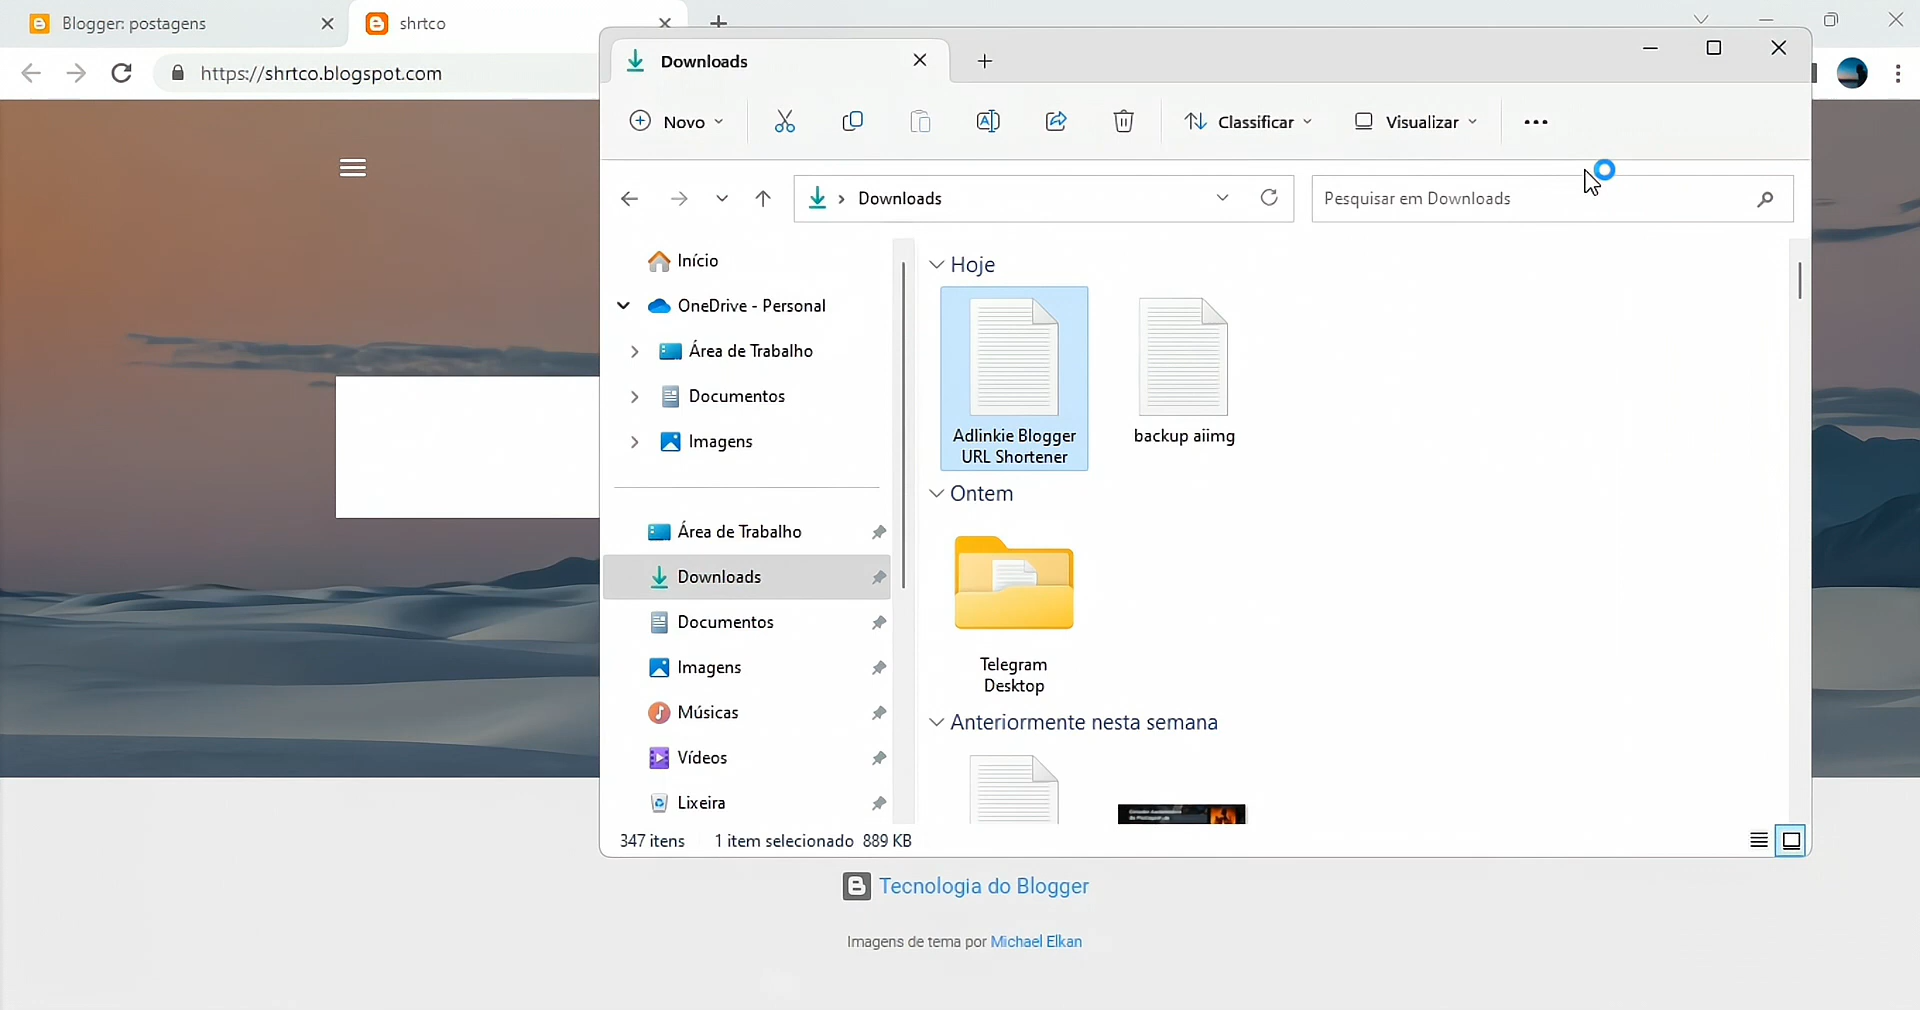 Blogger: postagens
shrtco
https://shrtco.blogspot.com
Downloads
Novo
Classificar
Visualizar
Downloads
Pesquisar em Downloads
Início
OneDrive - Personal
Área de Trabalho
Documentos
Imagens
Área de Trabalho
Downloads
Documentos
Imagens
Músicas
Vídeos
Lixeira
Hoje
Adlinkie Blogger
URL Shortener
backup aiimg
Ontem
Telegram
Desktop
Anteriormente nesta semana
347 itens
1 item selecionado 889 KB
Tecnologia do Blogger
Imagens de tema por Michael Elkan